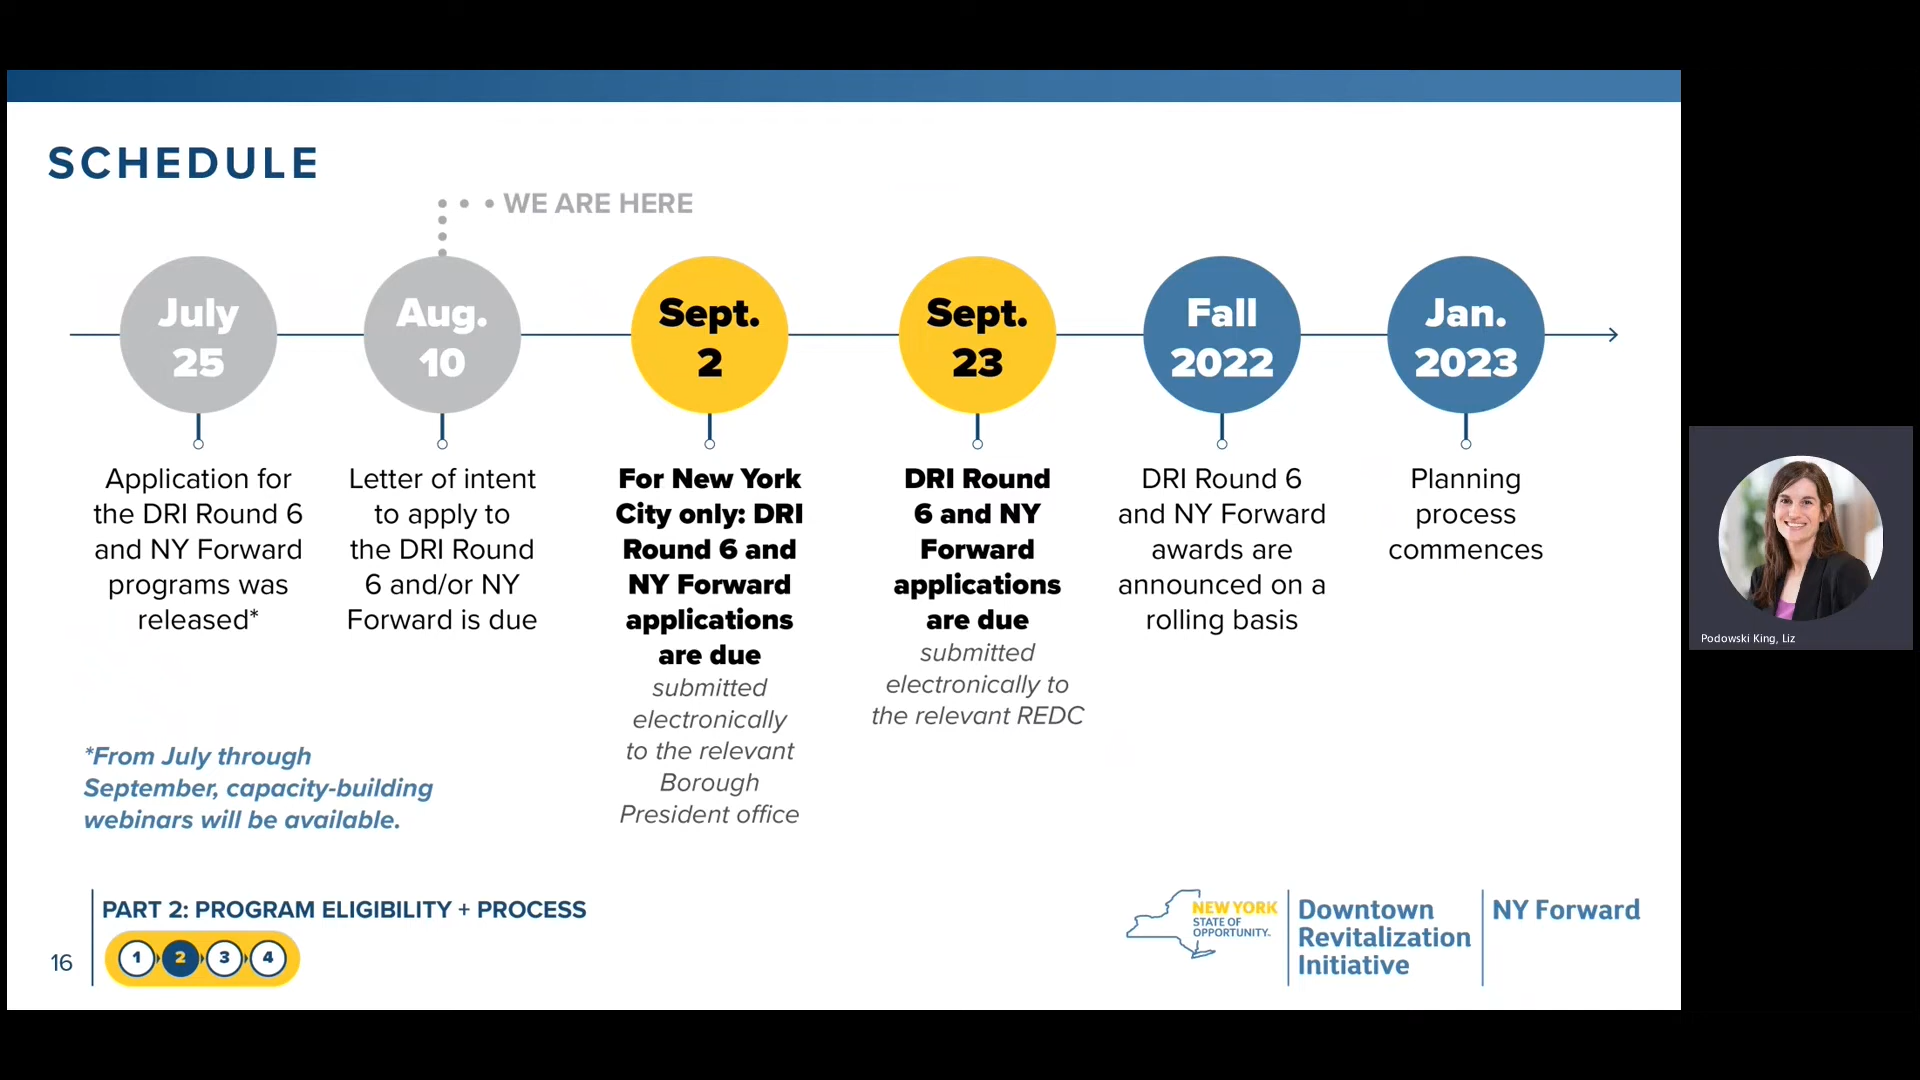 SCHEDULE
WE ARE HERE
July
25
Application for
the DRI Round 6
and NY Forward
programs was
released*
Aug.
10
Letter of intent
to apply to
the DRI Round
6 and/or NY
Forward is due
Sept.
2
For New York
City only: DRI
Round 6 and
NY Forward
applications
are due
submitted
electronically
to the relevant
Borough
President office
Sept.
23
DRI Round
6 and NY
Forward
applications
are due
submitted
electronically to
the relevant REDC
Fall
2022
DRI Round 6
and NY Forward
awards are
announced on a
rolling basis
Jan.
2023
Planning
process
commences
*From July through
September, capacity-building
webinars will be available.
16
PART 2: PROGRAM ELIGIBILITY + PROCESS
1 2 3 4
NEW YORK
STATE OF
OPPORTUNITY™
Downtown
Revitalization
Initiative
NY Forward
Podowski King, Liz